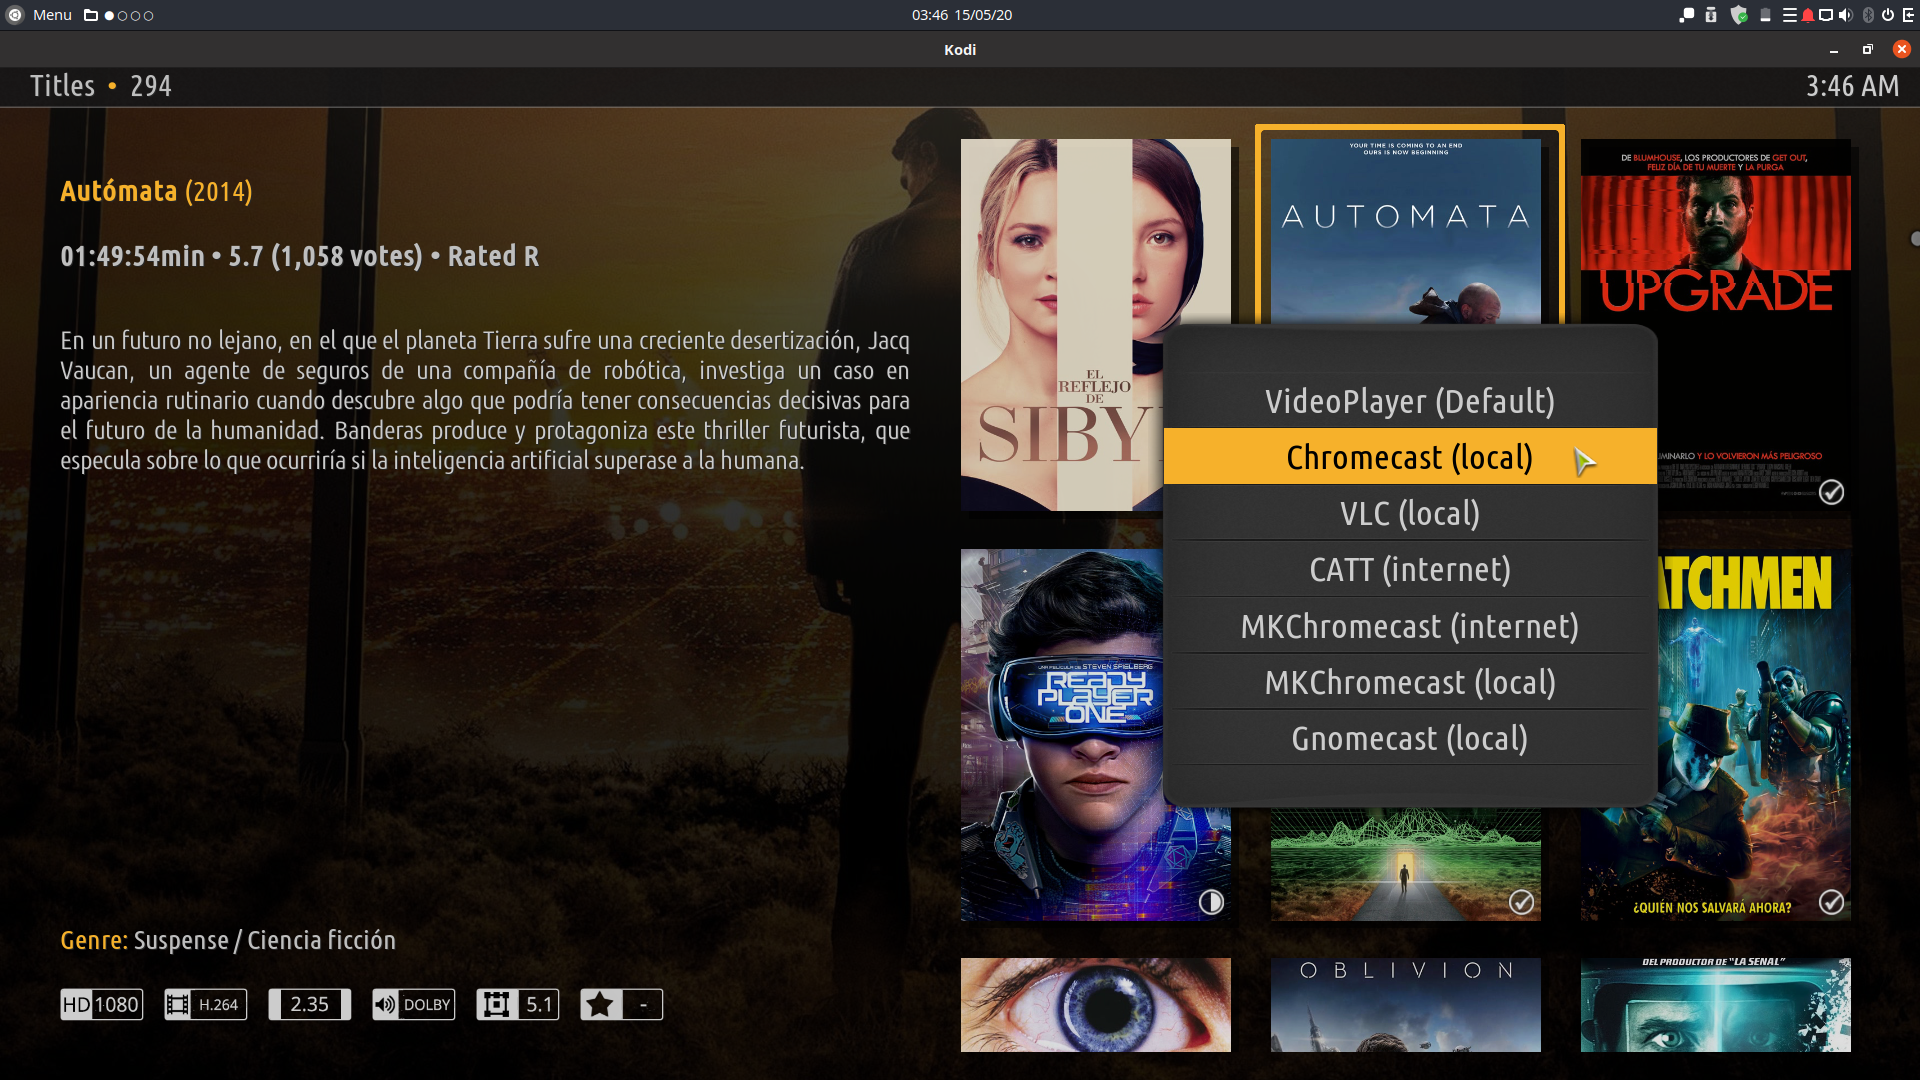 Menu
03:46 15/05/20
Kodi
Titles • 294
3:46 AM
Autómata (2014)
01:49:54min • 5.7 (1,058 votes) • Rated R
En un futuro no lejano, en el que el planeta Tierra sufre una creciente desertización, Jacq
Vaucan, un agente de seguros de una compañía de robótica, investiga un caso en
apariencia rutinario cuando descubre algo que podría tener consecuencias decisivas para
el futuro de la humanidad. Banderas produce y protagoniza este thriller futurista, que
especula sobre lo que ocurriría si la inteligencia artificial superase a la humana.
Genre: Suspense / Ciencia ficción
HD 1080
H.264
2.35
DOLBY
5.1
-
EL
REFLEJO
DE
SIBY
YOUR TIME IS COMING TO AN END
OURS IS NOW BEGINNING
AUTOMATA
DE BLUMHOUSE, LOS PRODUCTORES DE GET OUT,
FELIZ DÍA DE TU MUERTE Y LA PURGA
UPGRADE
MINARLO Y LO VOLVIERON MÁS PELIGROSO
VideoPlayer (Default)
Chromecast (local)
VLC (local)
CATT (internet)
MKChromecast (internet)
MKChromecast (local)
Gnomecast (local)
UNA PELÍCULA DE STEVEN SPIELBERG
READY
PLAYER
ONE
ATCHMEN
¿QUIÉN NOS SALVARÁ AHORA?
OBLIVION
DEL PRODUCTOR DE "LA SEÑAL"